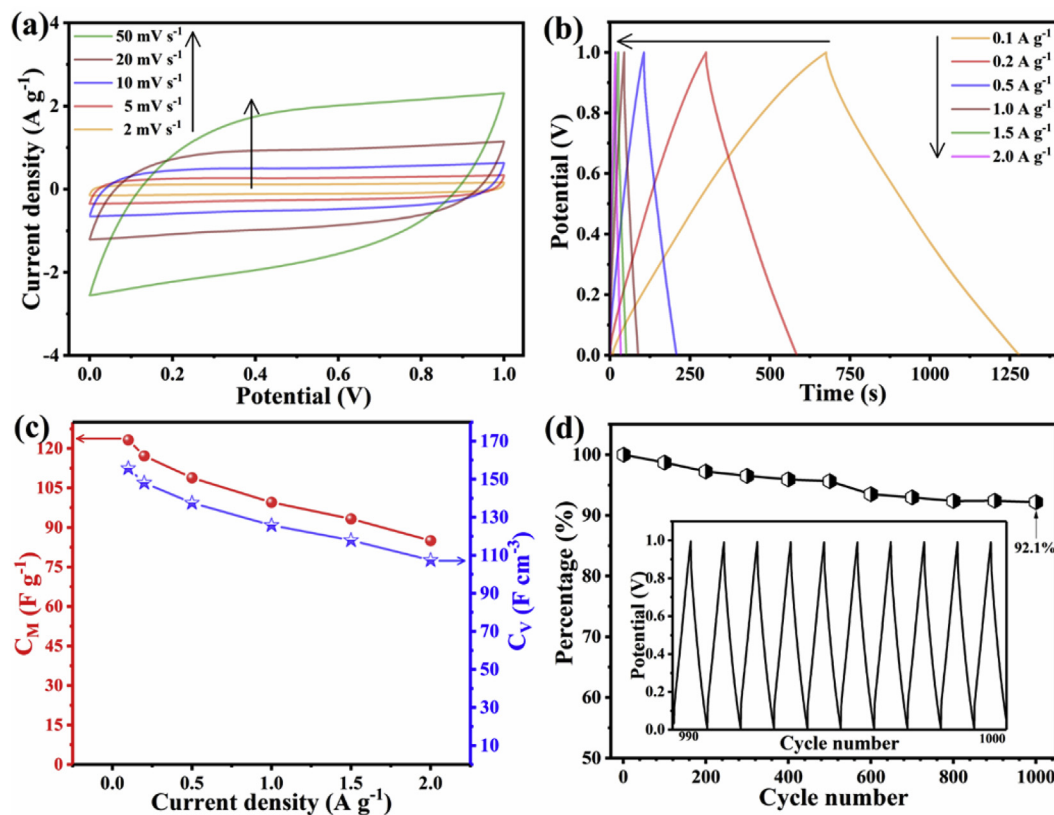 (a)
50 mV s⁻¹
20 mV s⁻¹
10 mV s⁻¹
5 mV s⁻¹
2 mV s⁻¹
Current density (A g⁻¹)
4
2
0
-2
-4
0.0 0.2 0.4 0.6 0.8 1.0
Potential (V)
(b)
0.1 A g⁻¹
0.2 A g⁻¹
0.5 A g⁻¹
1.0 A g⁻¹
1.5 A g⁻¹
2.0 A g⁻¹
Potential (V)
1.0
0.8
0.6
0.4
0.2
0.0
0 250 500 750 1000 1250
Time (s)
(c)
C_M (F g⁻¹)
120
105
90
75
60
45
30
15
0
C_V (F cm⁻³)
170
150
130
110
90
70
50
30
10
0.0 0.5 1.0 1.5 2.0
Current density (A g⁻¹)
(d)
Percentage (%)
100
90
80
70
60
50
92.1%
Potential (V)
1.0
0.8
0.6
0.4
0.2
0.0
990 1000
Cycle number
0 200 400 600 800 1000
Cycle number